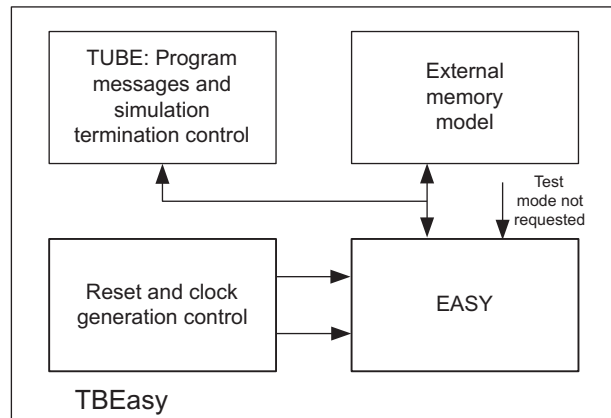 TUBE: Program
messages and
simulation
termination control
External
memory
model
Test
mode not
requested
Reset and clock
generation control
EASY
TBEasy